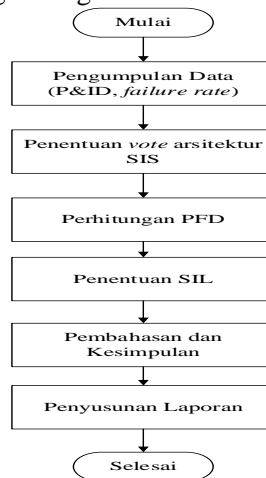 Mulai
Pengumpulan Data
(P&ID, failure rate)
Penentuan vote arsitektur
SIS
Perhitungan PFD
Penentuan SIL
Pembahasan dan
Kesimpulan
Penyusunan Laporan
Selesai